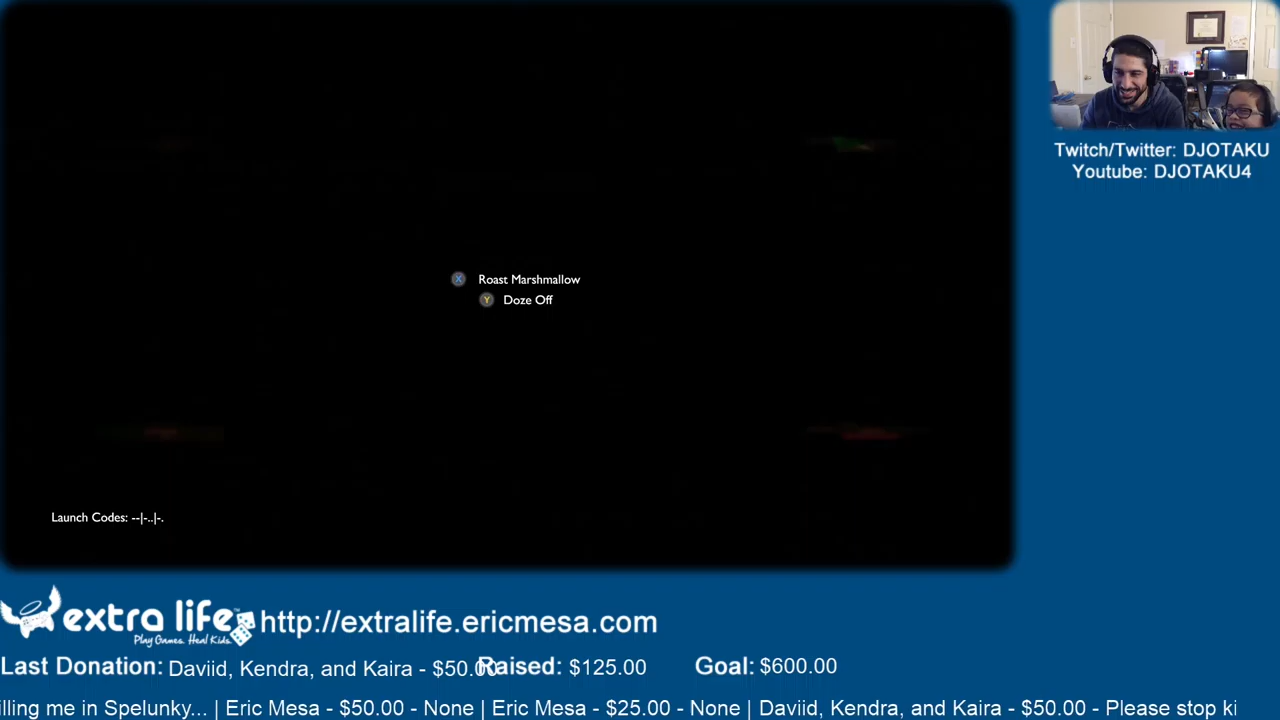 Twitch/Twitter: DJOTAKU
Youtube: DJOTAKU4
X Roast Marshmallow
Y Doze Off
Launch Codes: --|-..|-.
extra life
Play Games. Heal Kids.
http://extralife.ericmesa.com
Last Donation: Daviid, Kendra, and Kaira - $50.00 Raised: $125.00 Goal: $600.00
illing me in Spelunky... | Eric Mesa - $50.00 - None | Eric Mesa - $25.00 - None | Daviid, Kendra, and Kaira - $50.00 - Please stop ki